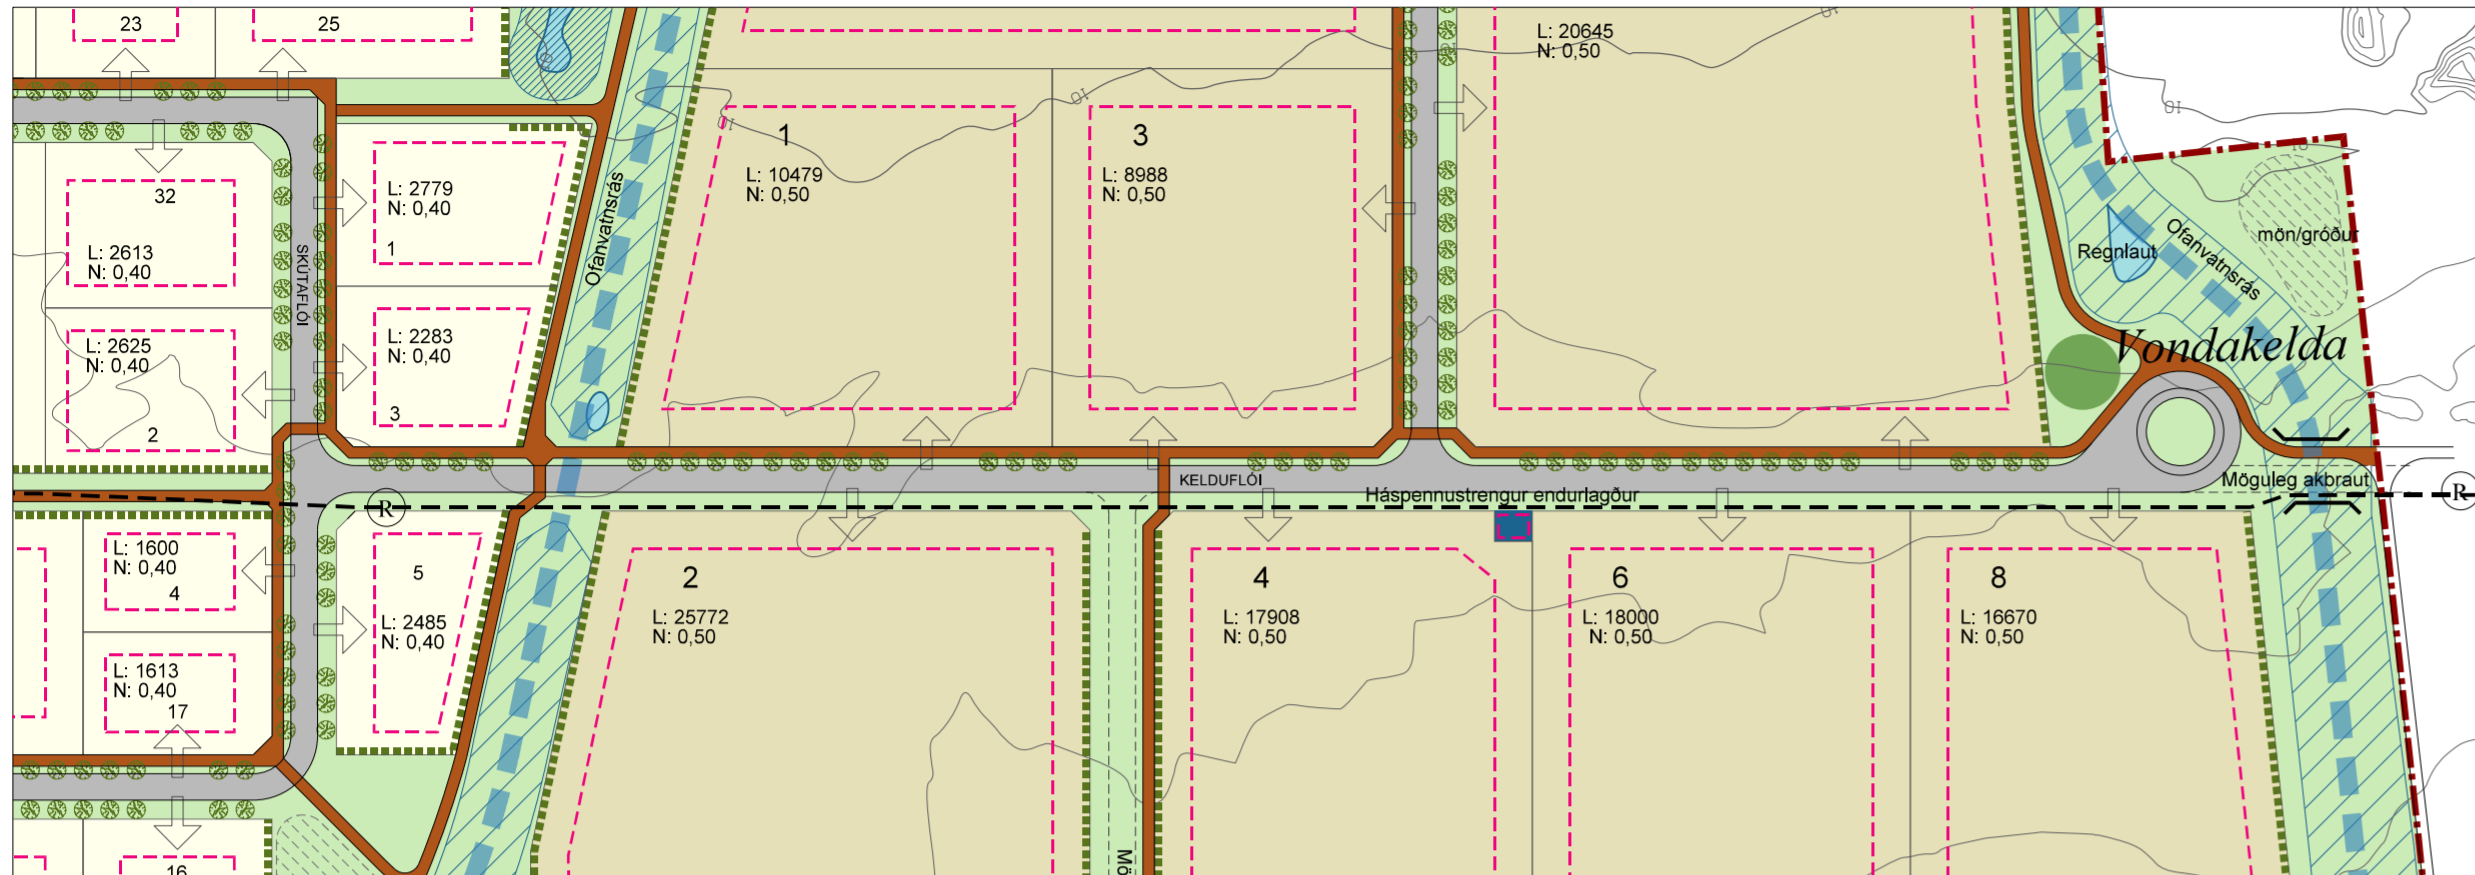 23
25
L: 20645
N: 0,50
10
10
10
1
L: 10479
N: 0,50
3
L: 8988
N: 0,50
32
L: 2613
N: 0,40
L: 2779
N: 0,40
1
SKÚTAFLÓI
Ofanvatnsrás
L: 2625
N: 0,40
2
L: 2283
N: 0,40
3
Regnlaut
Ofanvatnsrás
mön/gróður
Vondakelda
KELDUFLÓI
Háspennustrengur endurlagður
Möguleg akbraut
R
R
L: 1600
N: 0,40
4
5
L: 2485
N: 0,40
L: 1613
N: 0,40
17
2
L: 25772
N: 0,50
4
L: 17908
N: 0,50
6
L: 18000
N: 0,50
8
L: 16670
N: 0,50
16